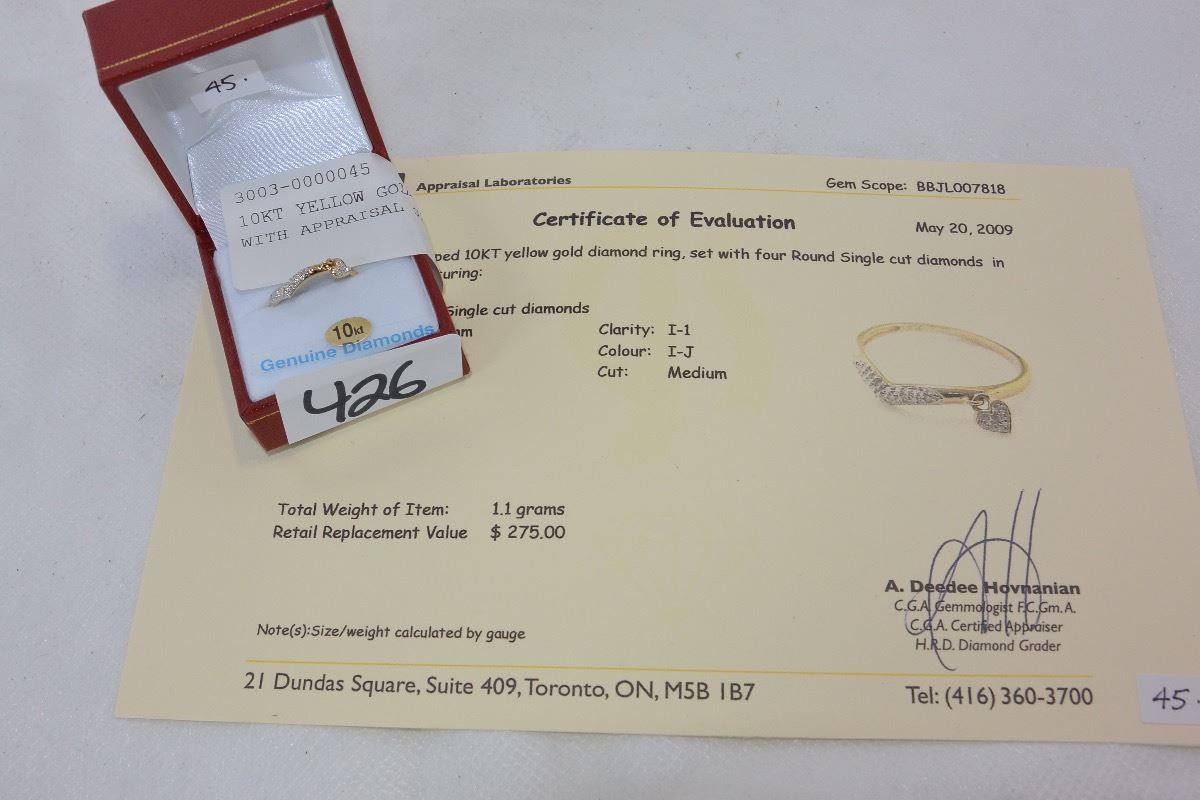 45.
3003-0000045
10KT YELLOW GOL
WITH APPRAISAL
10kt
Genuine Diamonds
426
Appraisal Laboratories
Gem Scope: BBJL007818
Certificate of Evaluation
May 20, 2009
10KT yellow gold diamond ring, set with four Round Single cut diamonds in
Single cut diamonds
Clarity: I-1
Colour: I-J
Cut: Medium
Total Weight of Item: 1.1 grams
Retail Replacement Value $ 275.00
A. Deedee Hovnanian
C.G.A. Gemmologist F.C.Gm.A.
C.G.A. Certified Appraiser
H.R.D. Diamond Grader
Note(s):Size/weight calculated by gauge
21 Dundas Square, Suite 409, Toronto, ON, M5B 1B7
Tel: (416) 360-3700
45.